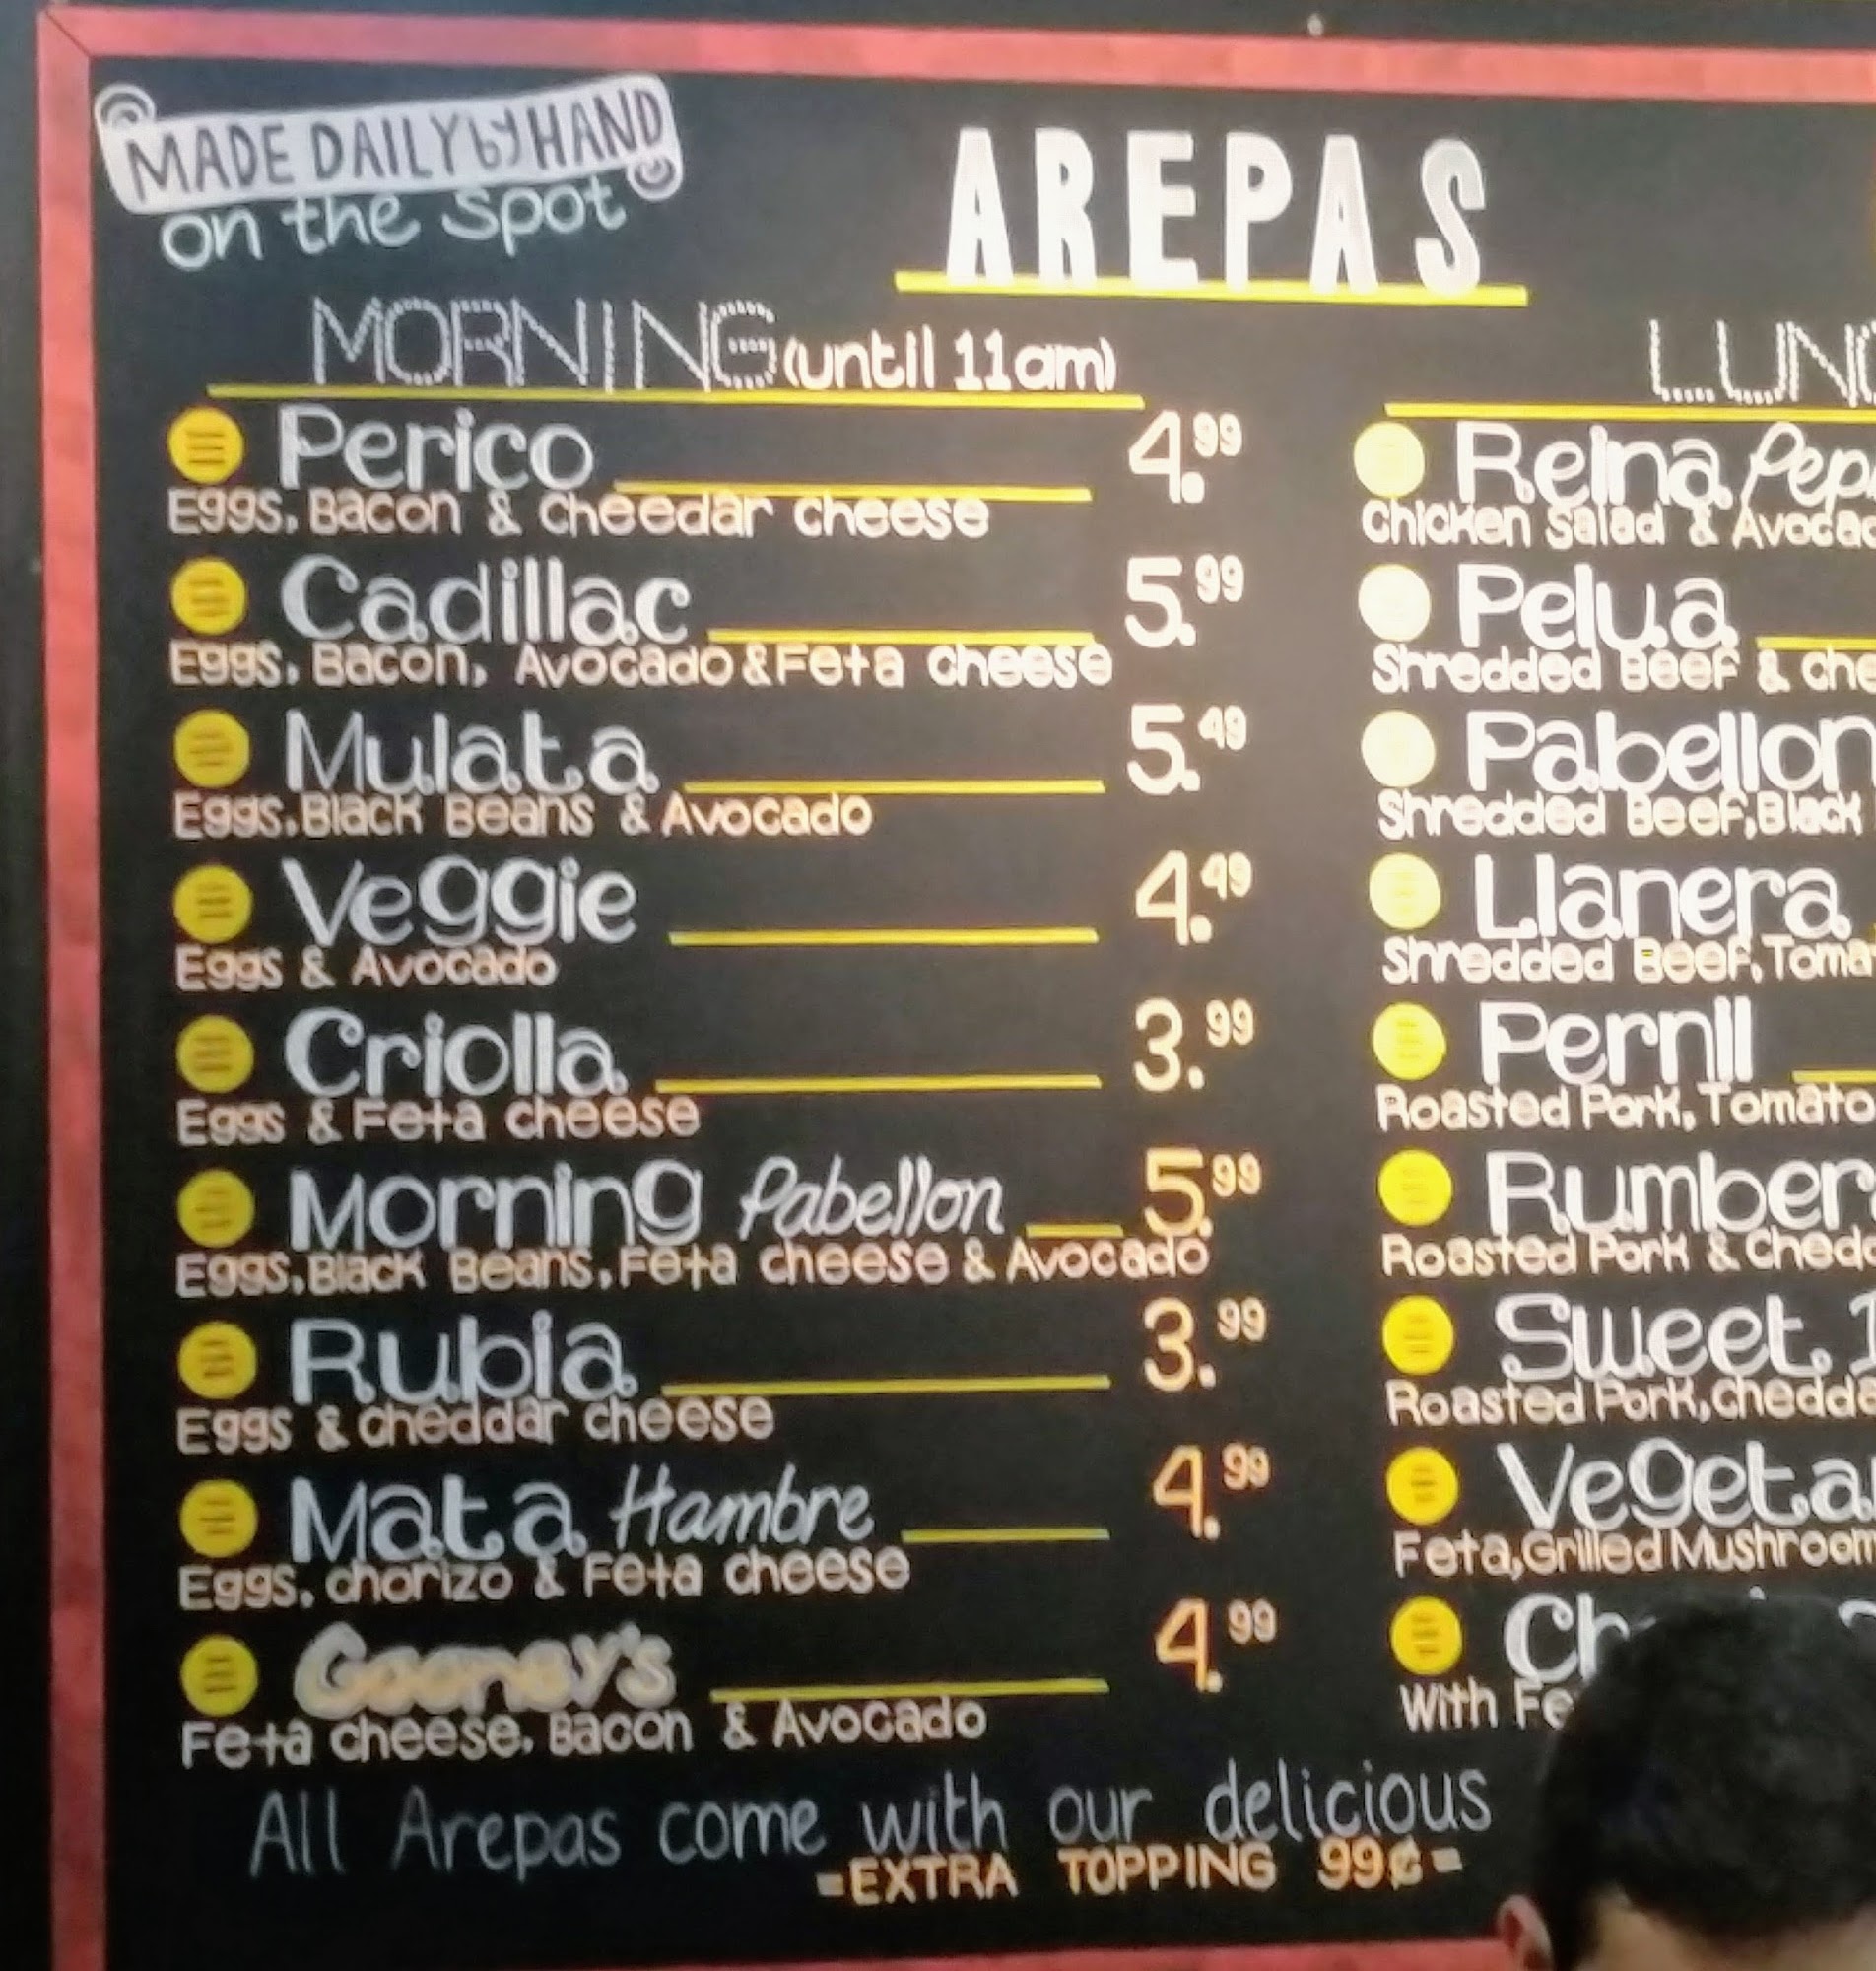 MADE DAILY by HAND
on the spot
AREPAS
MORNING (until 11am)
Perico 4.99
Eggs, Bacon & cheedar cheese
Cadillac 5.99
Eggs, Bacon, Avocado & Feta cheese
Mulata 5.49
Eggs, Black Beans & Avocado
Veggie 4.49
Eggs & Avocado
Criolla 3.99
Eggs & Feta cheese
Morning Pabellon 5.99
Eggs, Black Beans, Feta cheese & Avocado
Rubia 3.99
Eggs & cheddar cheese
Mata Hambre 4.99
Eggs, chorizo & Feta cheese
Gooney's 4.99
Feta cheese, Bacon & Avocado
Reina
Chicken Salad &
Pelua
Shredded Beef &
Pabellon
Shredded Beef, Black
Llanera
Shredded Beef,
Pernil
Roasted Pork, Tomato
Roasted Pork &
Sweet
Roasted Pork,
Feta, Grilled
With
All Arepas come with our delicious
=EXTRA TOPPING 99¢=